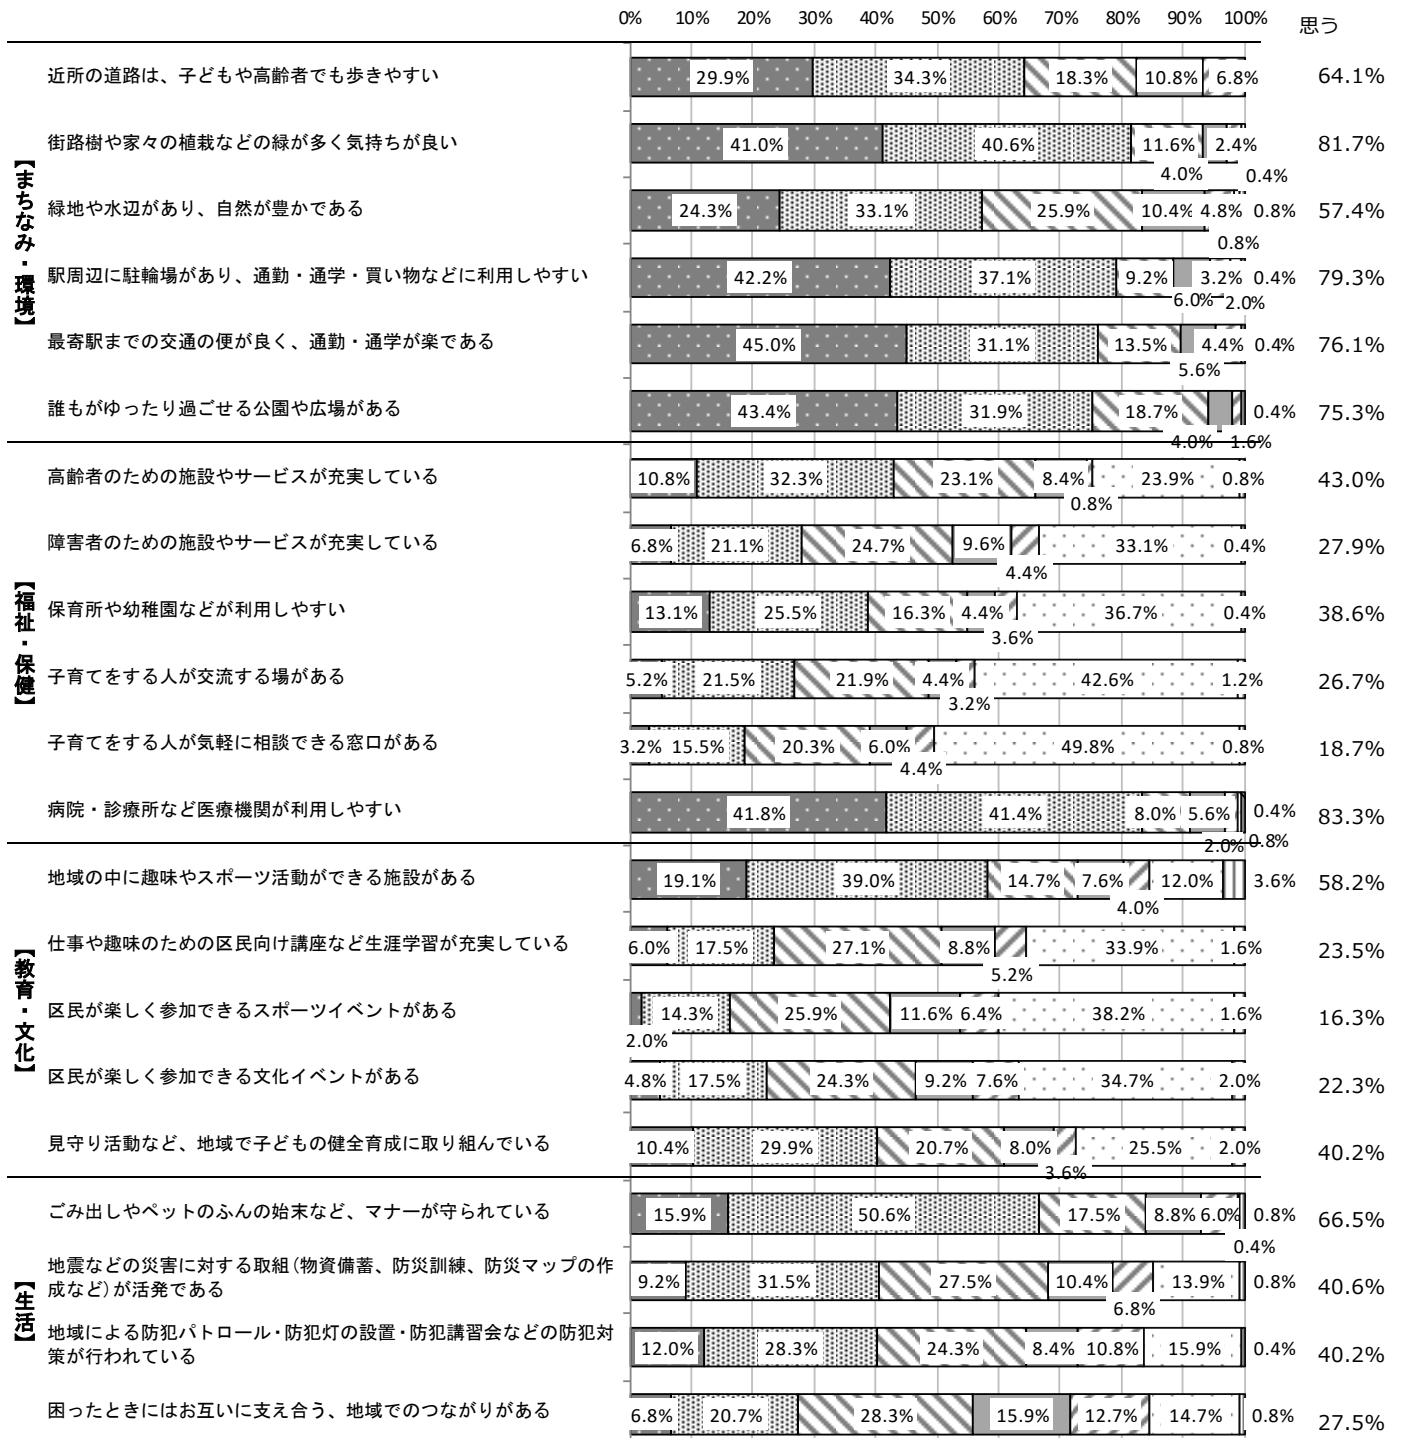 0% 10% 20% 30% 40% 50% 60% 70% 80% 90% 100% 思う
【まちなみ・環境】
近所の道路は、子どもや高齢者でも歩きやすい 29.9% 34.3% 18.3% 10.8% 6.8% 64.1%
街路樹や家々の植栽などの緑が多く気持ちが良い 41.0% 40.6% 11.6% 2.4% 81.7%
4.0% 0.4%
緑地や水辺があり、自然が豊かである 24.3% 33.1% 25.9% 10.4% 4.8% 0.8% 57.4%
0.8%
駅周辺に駐輪場があり、通勤・通学・買い物などに利用しやすい 42.2% 37.1% 9.2% 3.2% 0.4% 79.3%
6.0% 2.0%
最寄駅までの交通の便が良く、通勤・通学が楽である 45.0% 31.1% 13.5% 4.4% 0.4% 76.1%
5.6%
誰もがゆったり過ごせる公園や広場がある 43.4% 31.9% 18.7% 0.4% 75.3%
4.0% 1.6%
【福祉・保健】
高齢者のための施設やサービスが充実している 10.8% 32.3% 23.1% 8.4% 23.9% 0.8% 43.0%
0.8%
障害者のための施設やサービスが充実している 6.8% 21.1% 24.7% 9.6% 33.1% 0.4% 27.9%
4.4%
保育所や幼稚園などが利用しやすい 13.1% 25.5% 16.3% 4.4% 36.7% 0.4% 38.6%
3.6%
子育てをする人が交流する場がある 5.2% 21.5% 21.9% 4.4% 42.6% 1.2% 26.7%
3.2%
子育てをする人が気軽に相談できる窓口がある 3.2% 15.5% 20.3% 6.0% 49.8% 0.8% 18.7%
4.4%
病院・診療所など医療機関が利用しやすい 41.8% 41.4% 8.0% 5.6% 0.4% 83.3%
2.0% 0.8%
【教育・文化】
地域の中に趣味やスポーツ活動ができる施設がある 19.1% 39.0% 14.7% 7.6% 12.0% 3.6% 58.2%
4.0%
仕事や趣味のための区民向け講座など生涯学習が充実している 6.0% 17.5% 27.1% 8.8% 33.9% 1.6% 23.5%
5.2%
区民が楽しく参加できるスポーツイベントがある 14.3% 25.9% 11.6% 6.4% 38.2% 1.6% 16.3%
2.0%
区民が楽しく参加できる文化イベントがある 4.8% 17.5% 24.3% 9.2% 7.6% 34.7% 2.0% 22.3%
見守り活動など、地域で子どもの健全育成に取り組んでいる 10.4% 29.9% 20.7% 8.0% 25.5% 2.0% 40.2%
3.6%
【生活】
ごみ出しやペットのふんの始末など、マナーが守られている 15.9% 50.6% 17.5% 8.8% 6.0% 0.8% 66.5%
0.4%
地震などの災害に対する取組(物資備蓄、防災訓練、防災マップの作
成など)が活発である 9.2% 31.5% 27.5% 10.4% 13.9% 0.8% 40.6%
6.8%
地域による防犯パトロール・防犯灯の設置・防犯講習会などの防犯対
策が行われている 12.0% 28.3% 24.3% 8.4% 10.8% 15.9% 0.4% 40.2%
困ったときにはお互いに支え合う、地域でのつながりがある 6.8% 20.7% 28.3% 15.9% 12.7% 14.7% 0.8% 27.5%